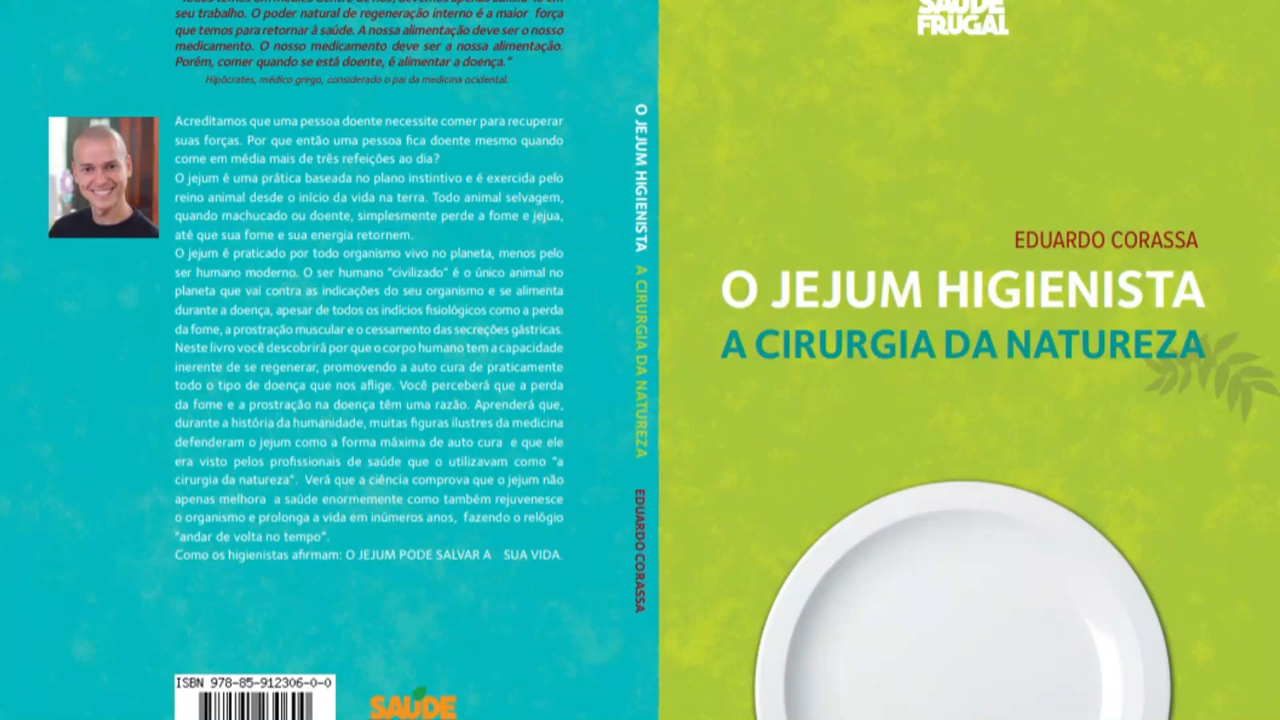 seu trabalho. O poder natural de regeneração interno é a maior força
que temos para retornar à saúde. A nossa alimentação deve ser o nosso
medicamento. O nosso medicamento deve ser a nossa alimentação.
Porém, comer quando se está doente, é alimentar a doença."
Hipócrates, médico grego, considerado o pai da medicina ocidental.
Acreditamos que uma pessoa doente necessite comer para recuperar
suas forças. Por que então uma pessoa fica doente mesmo quando
come em média mais de três refeições ao dia?
O jejum é uma prática baseada no plano instintivo e é exercida pelo
reino animal desde o início da vida na terra. Todo animal selvagem,
quando machucado ou doente, simplesmente perde a fome e jejua,
até que sua fome e sua energia retornem.
O jejum é praticado por todo organismo vivo no planeta, menos pelo
ser humano moderno. O ser humano "civilizado" é o único animal no
planeta que vai contra as indicações do seu organismo e se alimenta
durante a doença, apesar de todos os indícios fisiológicos como a perda
da fome, a prostração muscular e o cessamento das secreções gástricas.
Neste livro você descobrirá por que o corpo humano tem a capacidade
inerente de se regenerar, promovendo a auto cura de praticamente
todo o tipo de doença que nos aflige. Você perceberá que a perda
da fome e a prostração na doença têm uma razão. Aprenderá que,
durante a história da humanidade, muitas figuras ilustres da medicina
defenderam o jejum como a forma máxima de auto cura e que ele
era visto pelos profissionais de saúde que o utilizavam como "a
cirurgia da natureza". Verá que a ciência comprova que o jejum não
apenas melhora a saúde enormemente como também rejuvenesce
o organismo e prolonga a vida em inúmeros anos, fazendo o relógio
"andar de volta no tempo".
Como os higienistas afirmam: O JEJUM PODE SALVAR A SUA VIDA.
ISBN 978-85-912306-0-0
SAÚDE
O JEJUM HIGIENISTA A CIRURGIA DA NATUREZA EDUARDO CORASSA
SAÚDE
FRUGAL
EDUARDO CORASSA
O JEJUM HIGIENISTA
A CIRURGIA DA NATUREZA